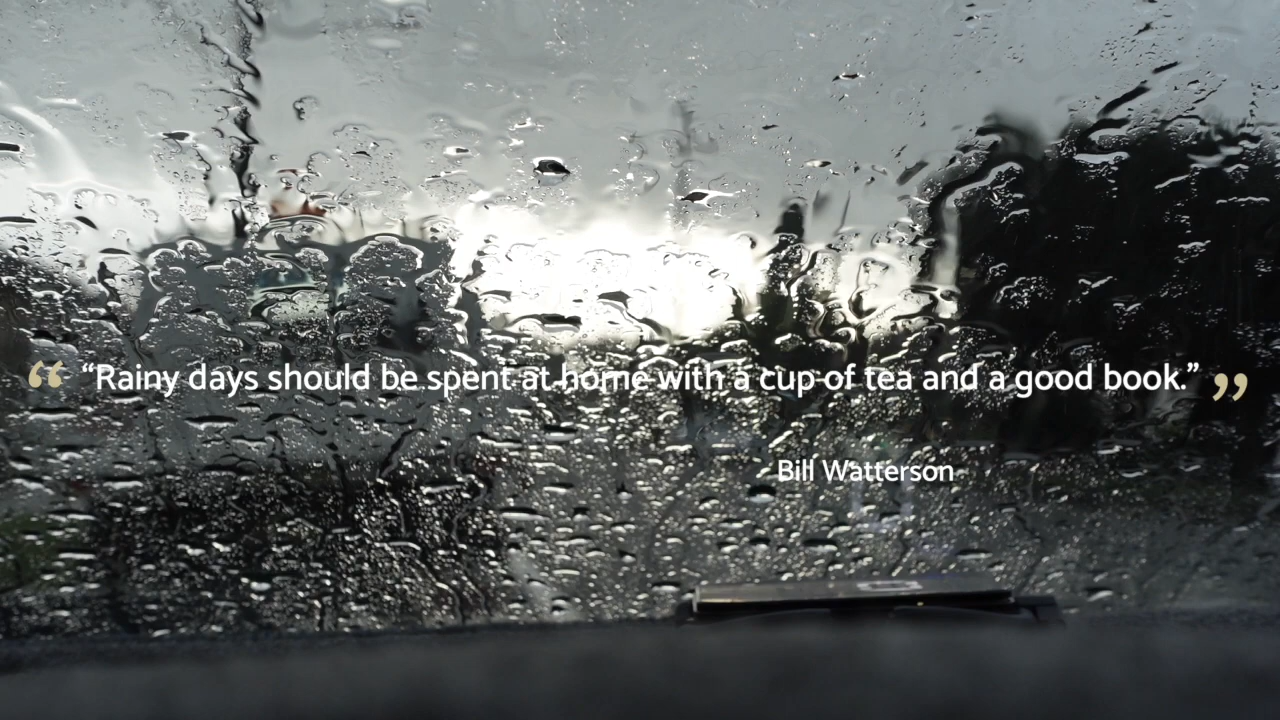 “ “Rainy days should be spent at home with a cup of tea and a good book.” ”
Bill Watterson